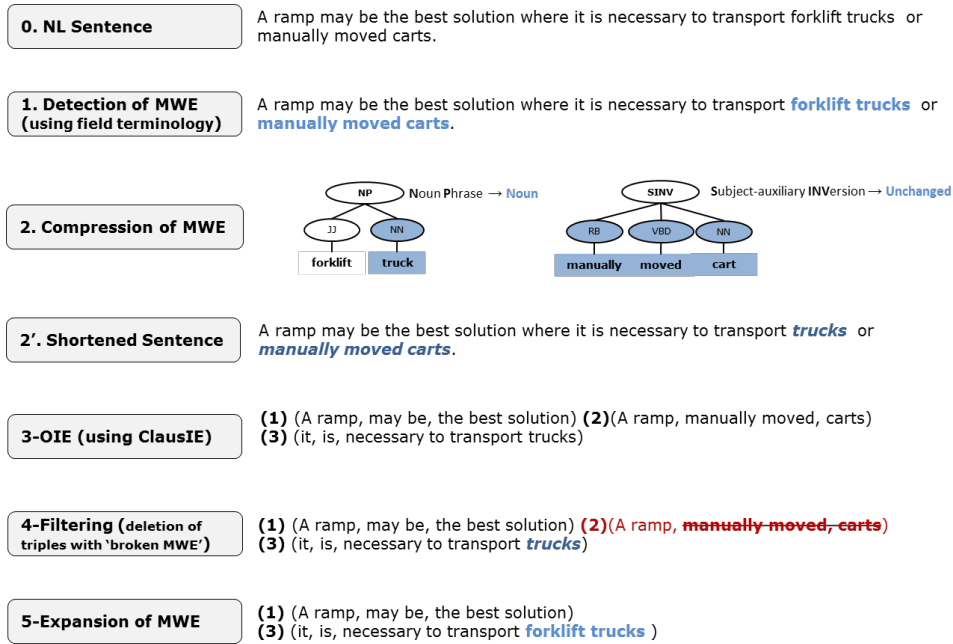 0. NL Sentence
A ramp may be the best solution where it is necessary to transport forklift trucks or
manually moved carts.
1. Detection of MWE
(using field terminology)
A ramp may be the best solution where it is necessary to transport forklift trucks or
manually moved carts.
2. Compression of MWE
NP
Noun Phrase → Noun
JJ
NN
forklift
truck
SINV
Subject-auxiliary INVersion → Unchanged
RB
VBD
NN
manually
moved
cart
2’. Shortened Sentence
A ramp may be the best solution where it is necessary to transport trucks or
manually moved carts.
3-OIE (using ClausIE)
(1) (A ramp, may be, the best solution) (2)(A ramp, manually moved, carts)
(3) (it, is, necessary to transport trucks)
4-Filtering (deletion of
triples with ‘broken MWE’)
(1) (A ramp, may be, the best solution) (2)(A ramp, manually moved, carts)
(3) (it, is, necessary to transport trucks)
5-Expansion of MWE
(1) (A ramp, may be, the best solution)
(3) (it, is, necessary to transport forklift trucks )